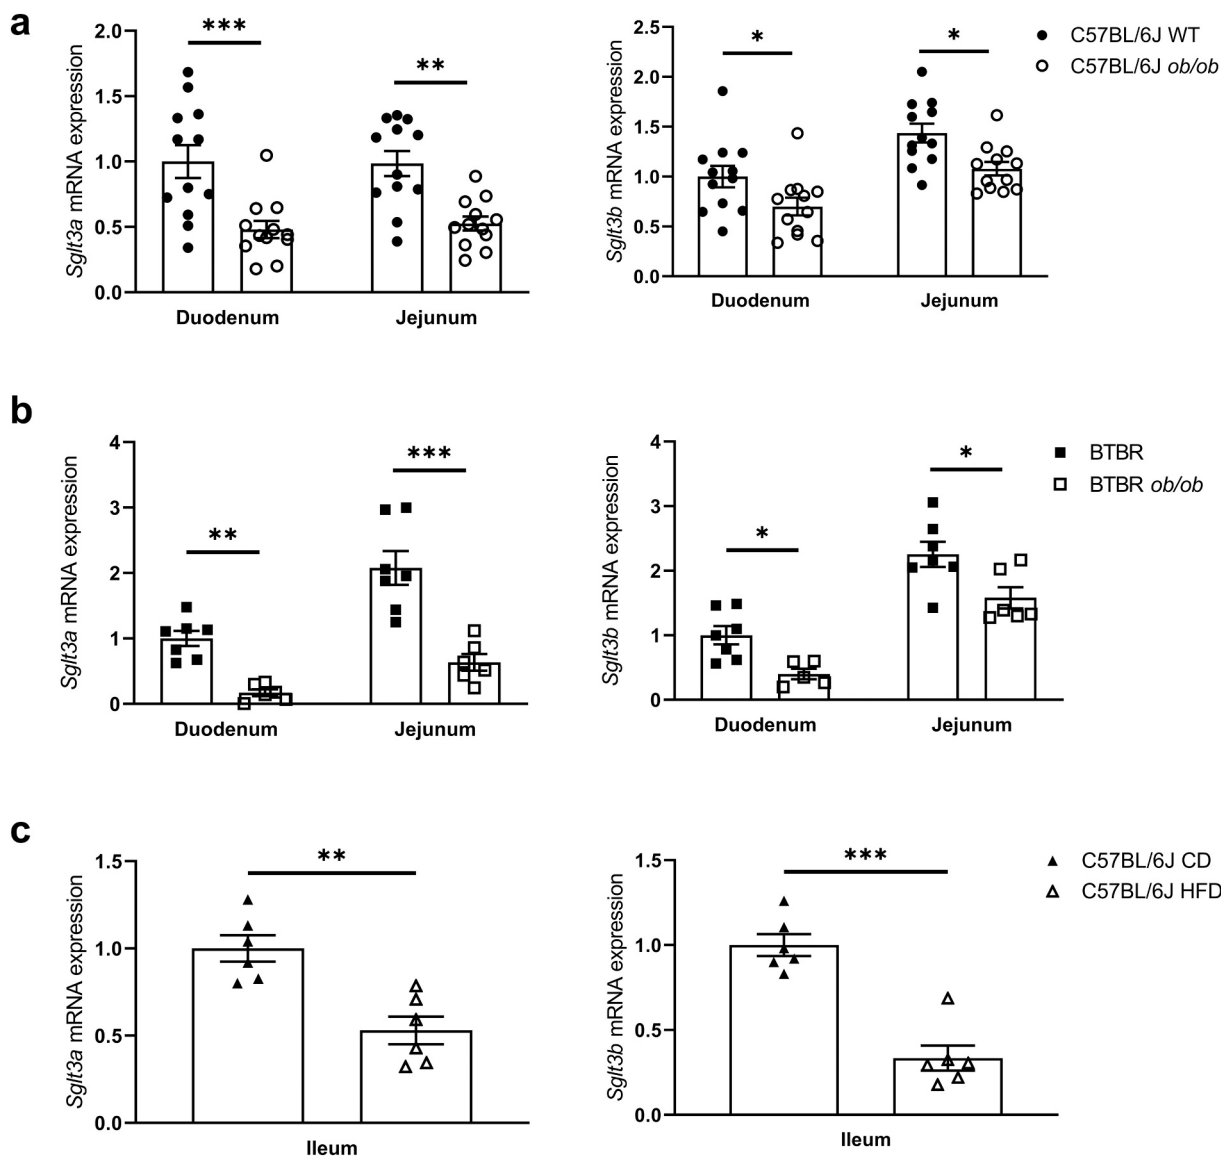 a
Sglt3a mRNA expression
2.0
1.5
1.0
0.5
0.0
***
**
Duodenum
Jejunum
Sglt3b mRNA expression
2.5
2.0
1.5
1.0
0.5
0.0
*
*
Duodenum
Jejunum
C57BL/6J WT
C57BL/6J ob/ob
b
Sglt3a mRNA expression
4
3
2
1
0
**
***
Duodenum
Jejunum
Sglt3b mRNA expression
4
3
2
1
0
*
*
Duodenum
Jejunum
BTBR
BTBR ob/ob
c
Sglt3a mRNA expression
1.5
1.0
0.5
0.0
**
Ileum
Sglt3b mRNA expression
1.5
1.0
0.5
0.0
***
Ileum
C57BL/6J CD
C57BL/6J HFD